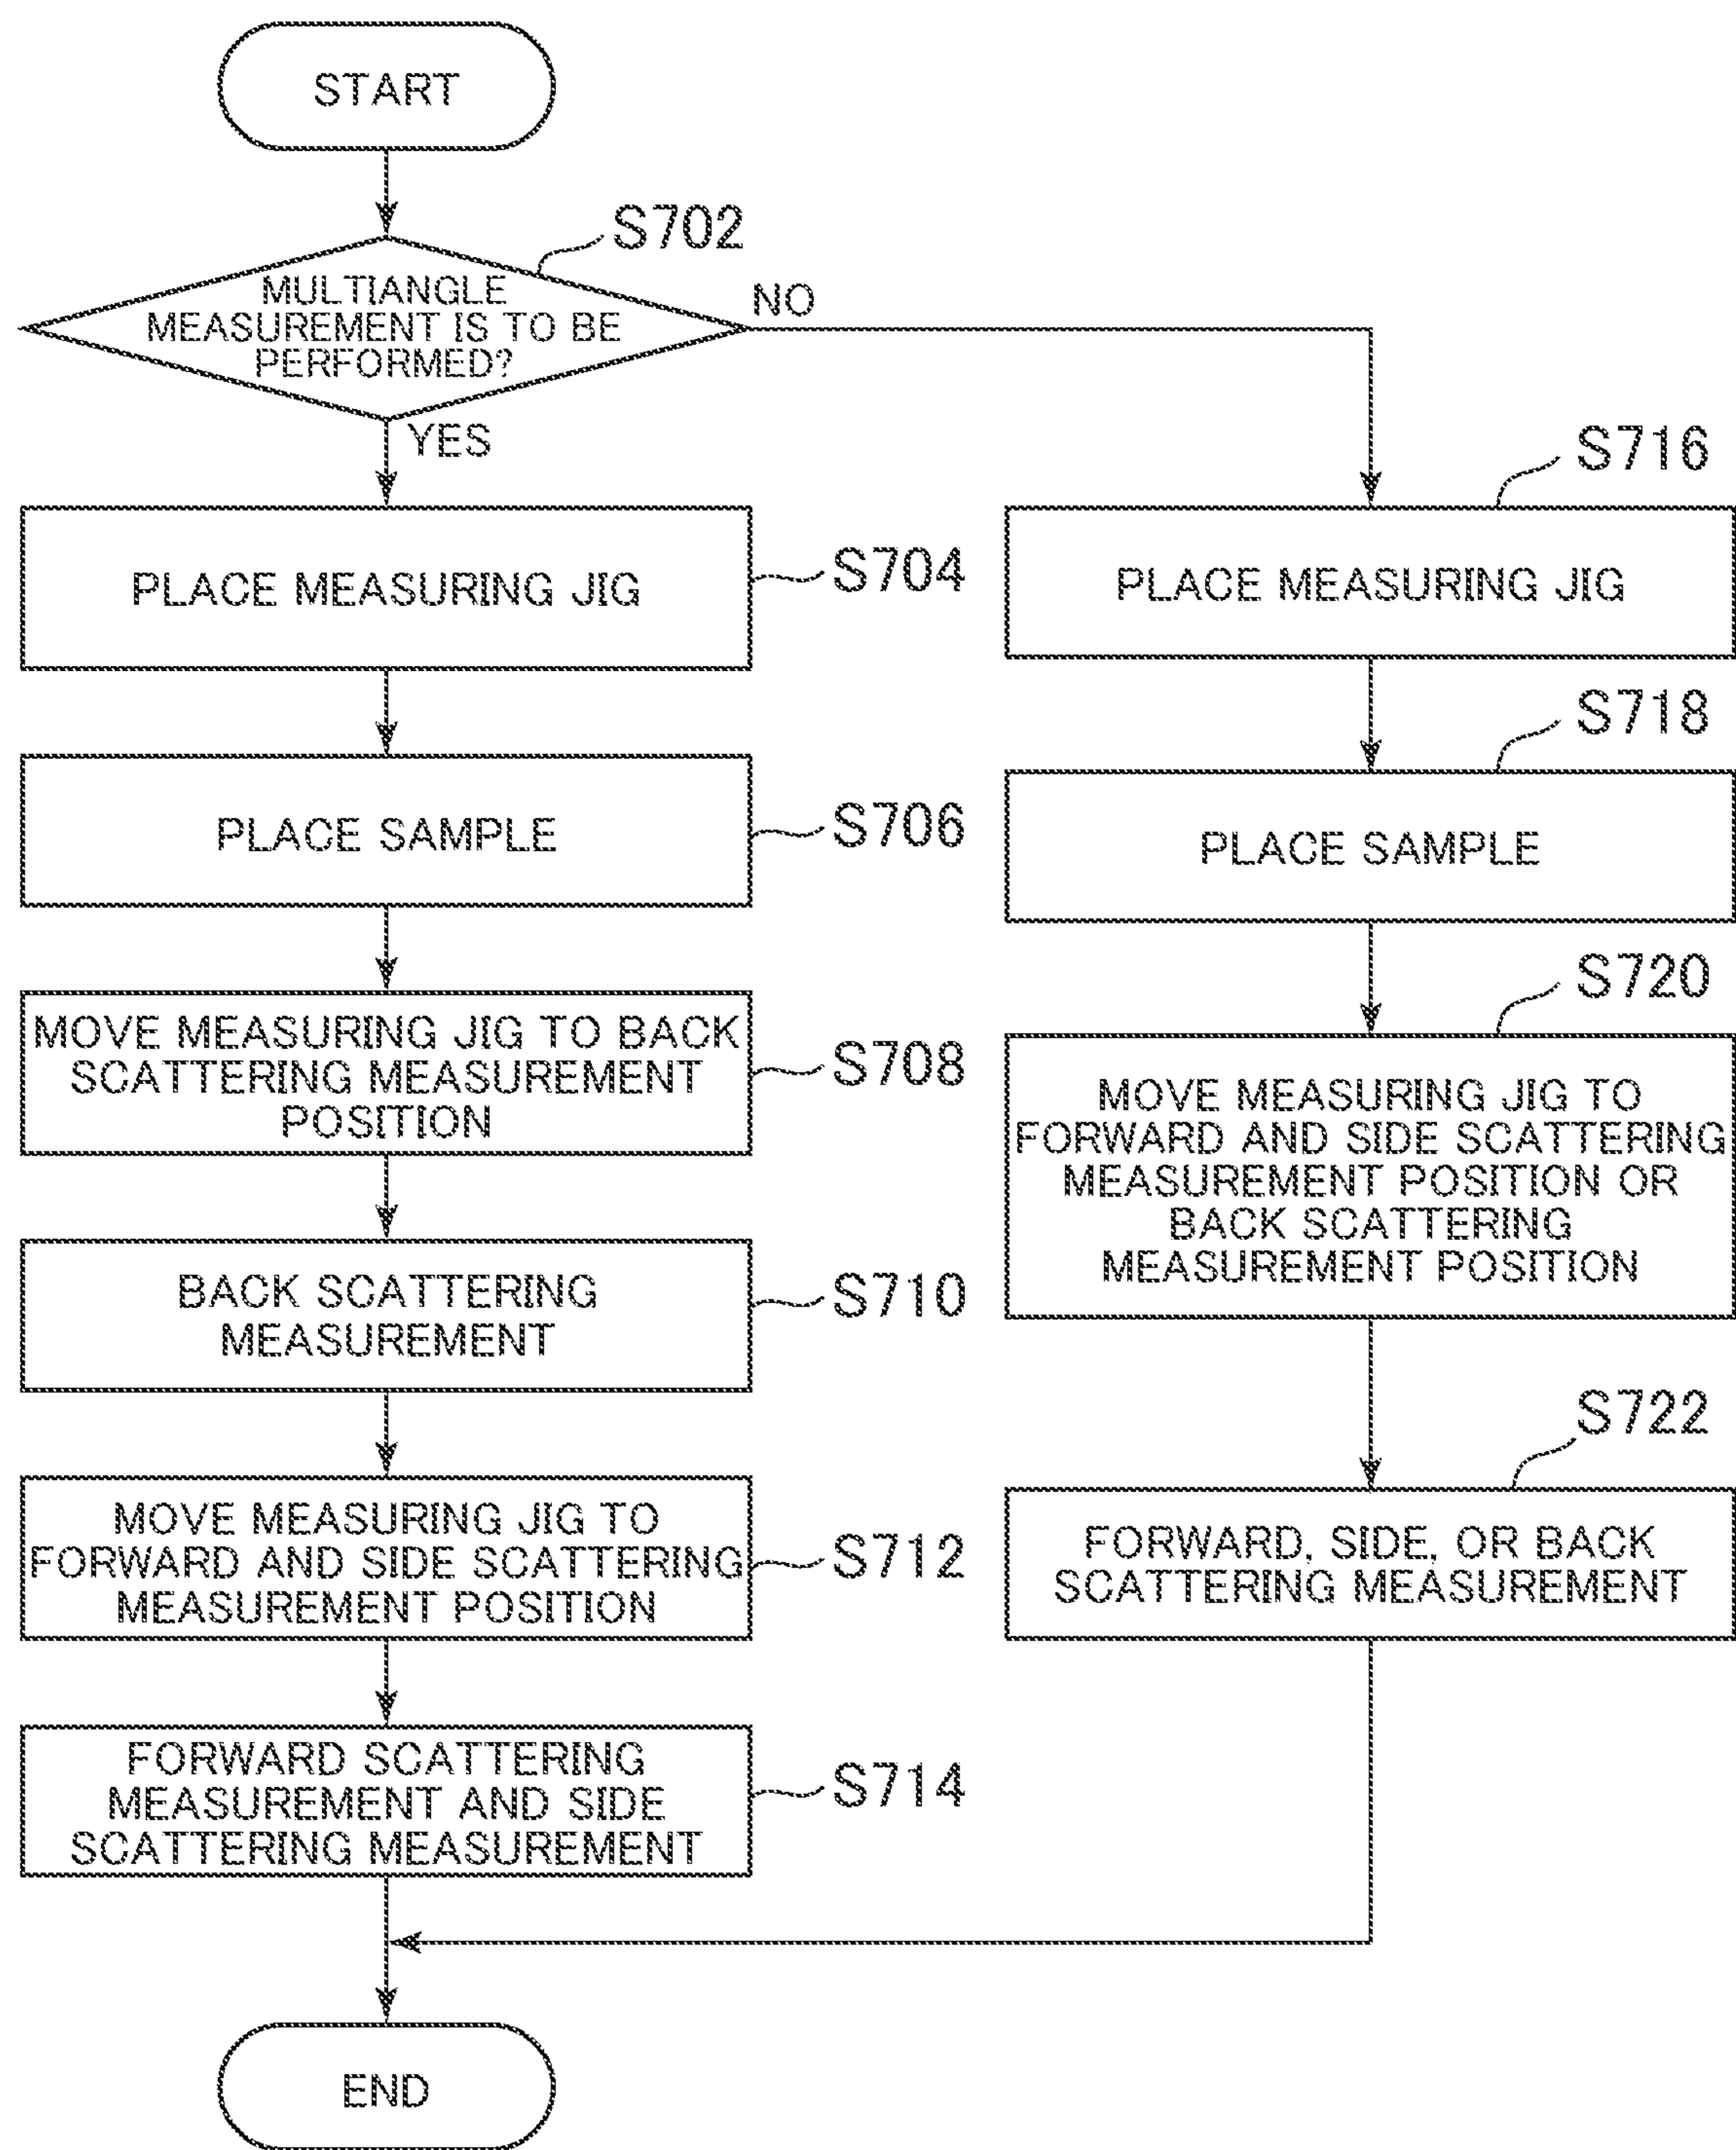 START
S702
MULTIANGLE
MEASUREMENT IS TO BE
PERFORMED?
NO
YES
PLACE MEASURING JIG
S704
PLACE SAMPLE
S706
MOVE MEASURING JIG TO BACK
SCATTERING MEASUREMENT
POSITION
S708
BACK SCATTERING
MEASUREMENT
S710
MOVE MEASURING JIG TO
FORWARD AND SIDE SCATTERING
MEASUREMENT POSITION
S712
FORWARD SCATTERING
MEASUREMENT AND SIDE
SCATTERING MEASUREMENT
S714
S716
PLACE MEASURING JIG
S718
PLACE SAMPLE
S720
MOVE MEASURING JIG TO
FORWARD AND SIDE SCATTERING
MEASUREMENT POSITION OR
BACK SCATTERING
MEASUREMENT POSITION
S722
FORWARD, SIDE, OR BACK
SCATTERING MEASUREMENT
END